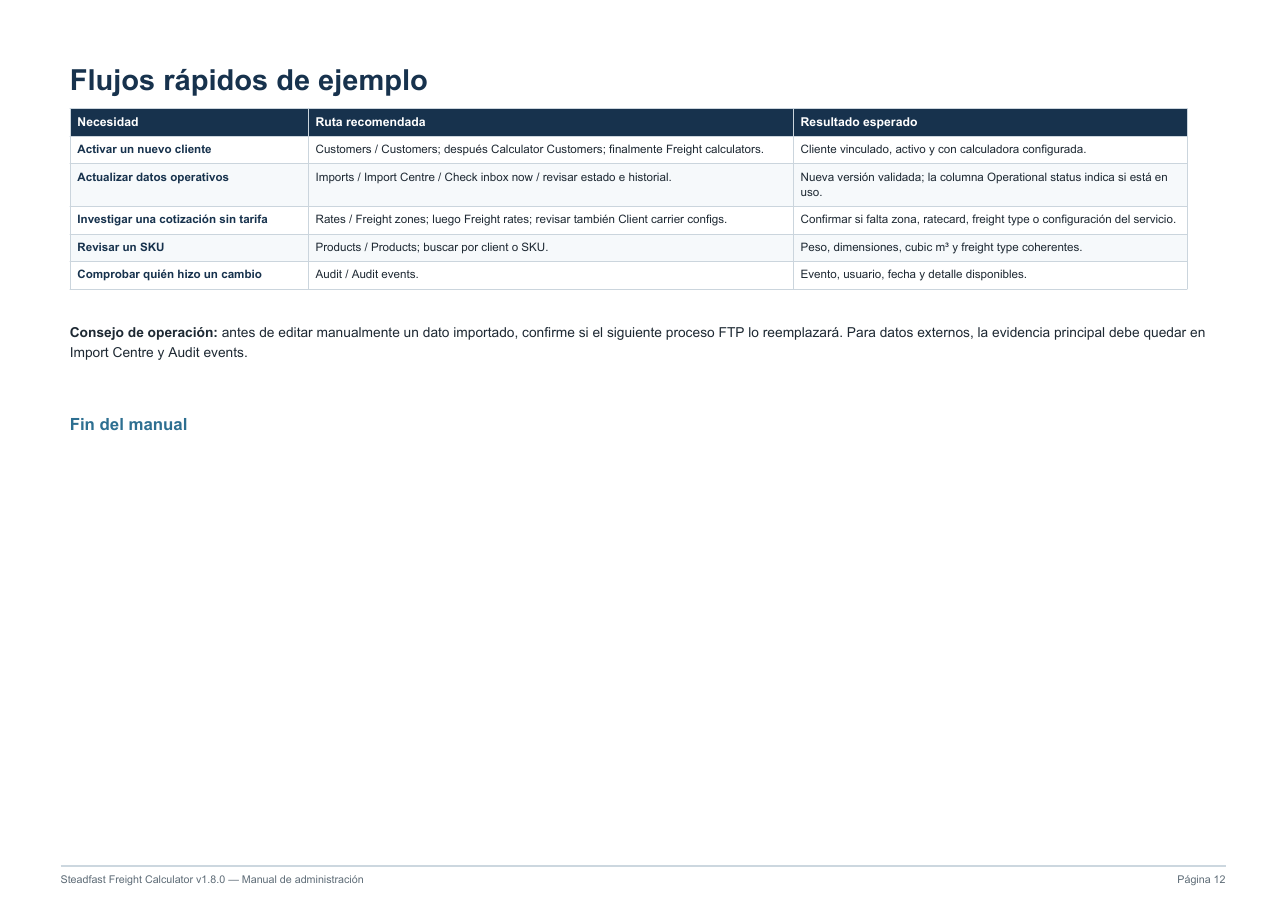 Flujos rápidos de ejemplo
Necesidad Ruta recomendada Resultado esperado
Activar un nuevo cliente Customers / Customers; después Calculator Customers; finalmente Freight calculators. Cliente vinculado, activo y con calculadora configurada.
Actualizar datos operativos Imports / Import Centre / Check inbox now / revisar estado e historial. Nueva versión validada; la columna Operational status indica si está en
uso.
Investigar una cotización sin tarifa Rates / Freight zones; luego Freight rates; revisar también Client carrier configs. Confirmar si falta zona, ratecard, freight type o configuración del servicio.
Revisar un SKU Products / Products; buscar por client o SKU. Peso, dimensiones, cubic m³ y freight type coherentes.
Comprobar quién hizo un cambio Audit / Audit events. Evento, usuario, fecha y detalle disponibles.
Consejo de operación: antes de editar manualmente un dato importado, confirme si el siguiente proceso FTP lo reemplazará. Para datos externos, la evidencia principal debe quedar en
Import Centre y Audit events.
Fin del manual
Steadfast Freight Calculator v1.8.0 — Manual de administración Página 12